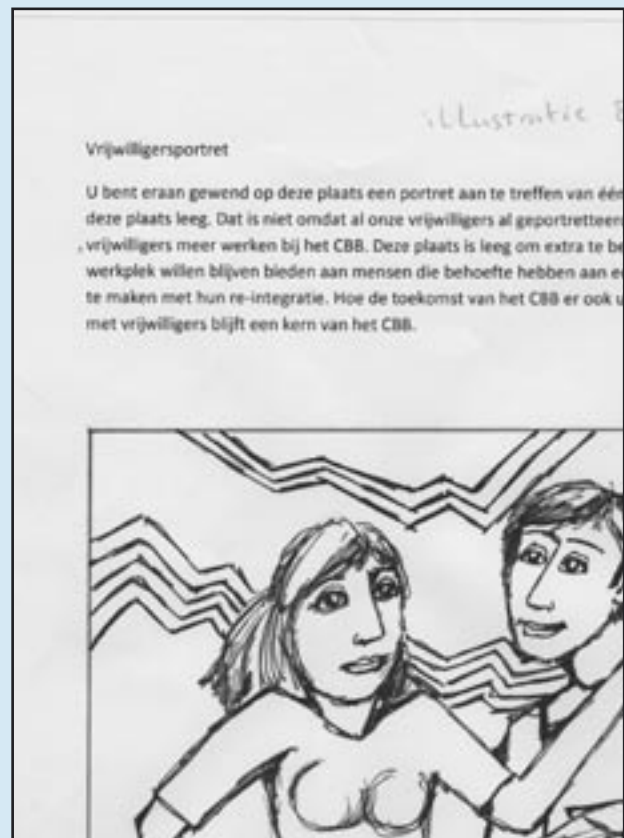 illustratie 8
Vrijwilligersportret
U bent eraan gewend op deze plaats een portret aan te treffen van één
deze plaats leeg. Dat is niet omdat al onze vrijwilligers al geportretteer
vrijwilligers meer werken bij het CBB. Deze plaats is leeg om extra te be
werkplek willen blijven bieden aan mensen die behoefte hebben aan e
te maken met hun re-integratie. Hoe de toekomst van het CBB er ook u
met vrijwilligers blijft een kern van het CBB.